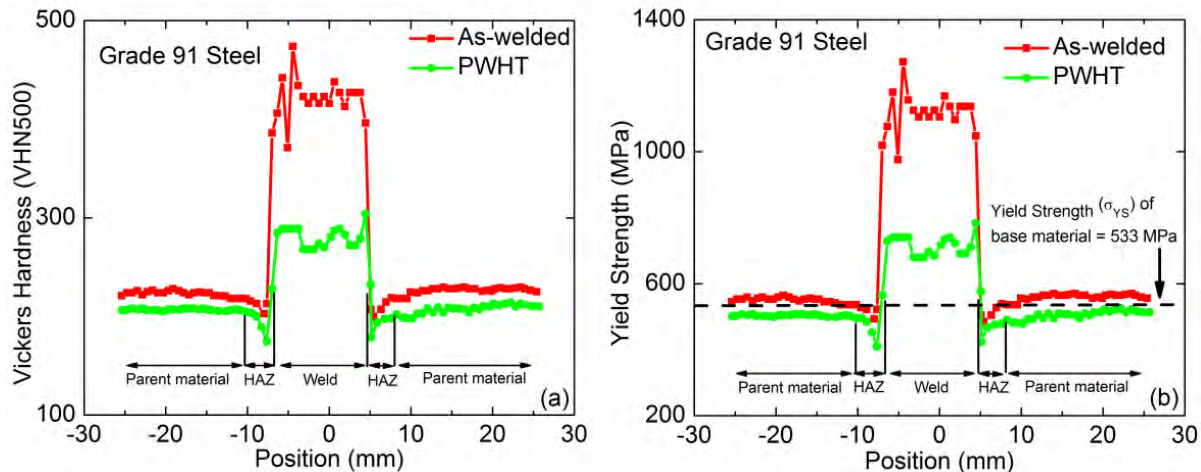 500
300
100
Vickers Hardness (VHN500)
Grade 91 Steel
As-welded
PWHT
Parent material
HAZ
Weld
HAZ
Parent material
(a)
-30 -20 -10 0 10 20 30
Position (mm)
1400
1000
600
200
Yield Strength (MPa)
Grade 91 Steel
As-welded
PWHT
Yield Strength (σYS) of
base material = 533 MPa
Parent material
HAZ
Weld
HAZ
Parent material
(b)
-30 -20 -10 0 10 20 30
Position (mm)